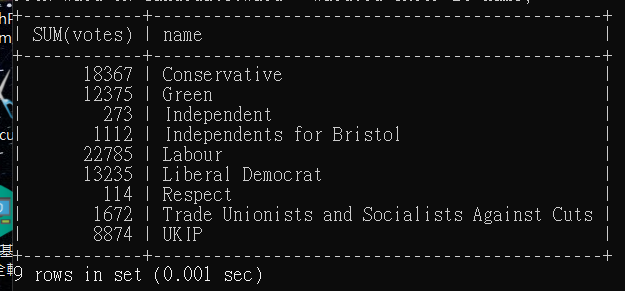 +------------+------------------------------------------------+
| SUM(votes) | name                                           |
+------------+------------------------------------------------+
| 18367 | Conservative |
| 12375 | Green |
| 273 | Independent |
| 1112 | Independents for Bristol |
| 22785 | Labour |
| 13235 | Liberal Democrat |
| 114 | Respect |
| 1672 | Trade Unionists and Socialists Against Cuts |
| 8874 | UKIP |
+------------+------------------------------------------------+
9 rows in set (0.001 sec)